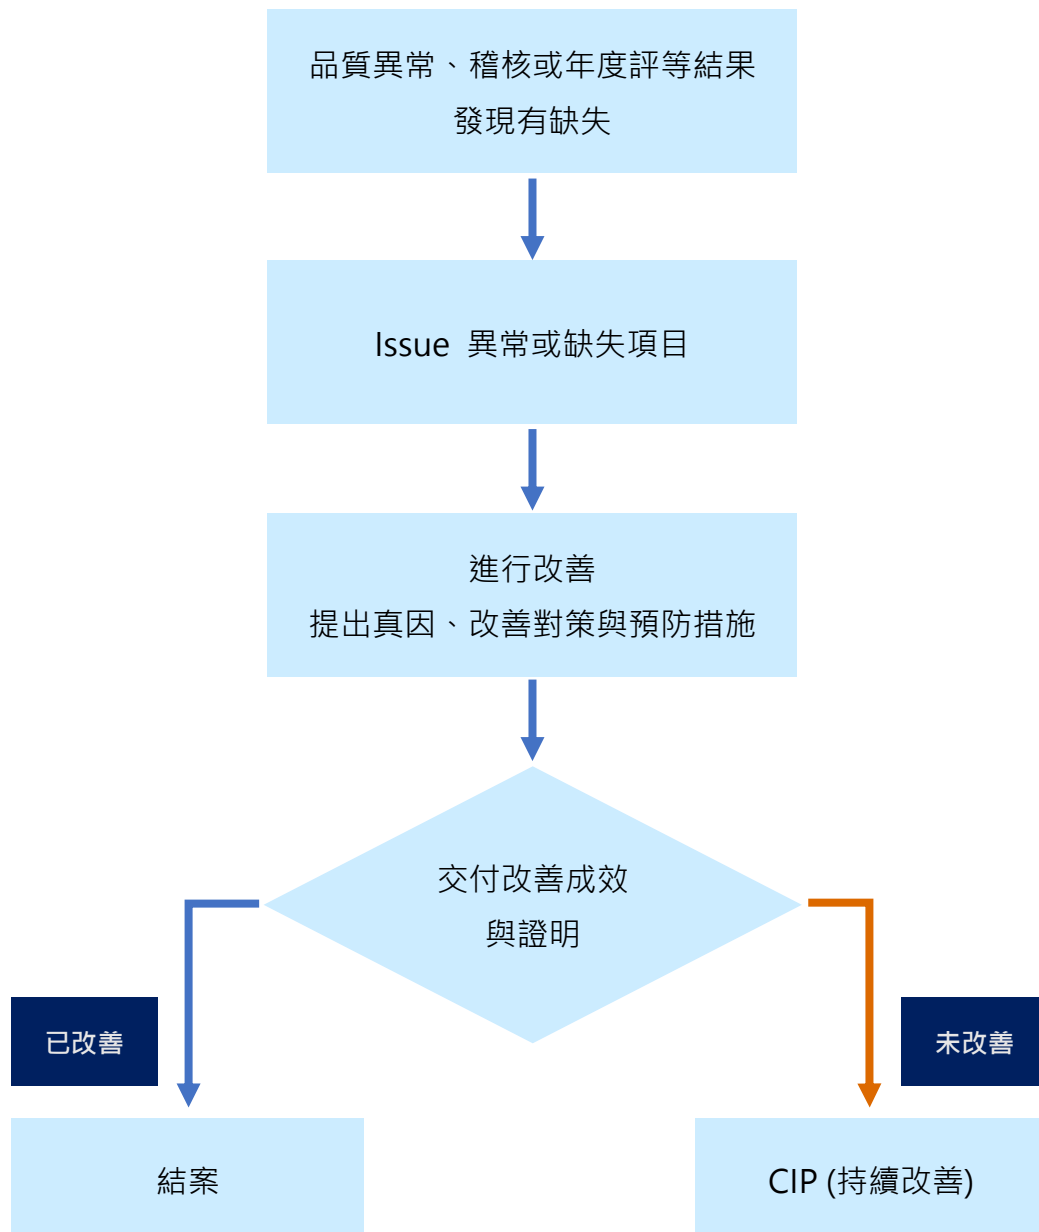 品質異常、稽核或年度評等結果
發現有缺失
Issue 異常或缺失項目
進行改善
提出真因、改善對策與預防措施
交付改善成效
與證明
已改善
未改善
結案
CIP (持續改善)